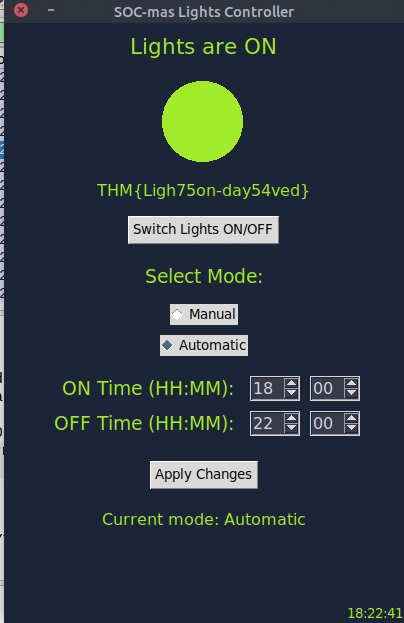 SOC-mas Lights Controller
Lights are ON
THM{Ligh75on-day54ved}
Switch Lights ON/OFF
Select Mode:
Manual
Automatic
ON Time (HH:MM): 18 00
OFF Time (HH:MM): 22 00
Apply Changes
Current mode: Automatic
18:22:41